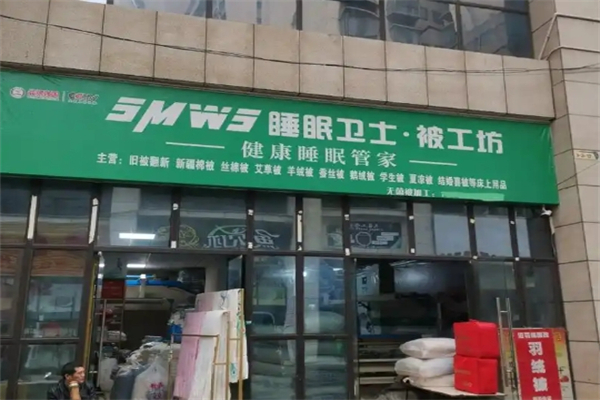 SMWS 睡眠卫士·被工坊
健康睡眠管家
主营：旧被翻新 新疆棉被 丝棉被 艾草被 羊绒被 蚕丝被 鹅绒被 学生被 夏凉被 结婚喜被等床上用品
羽绒被